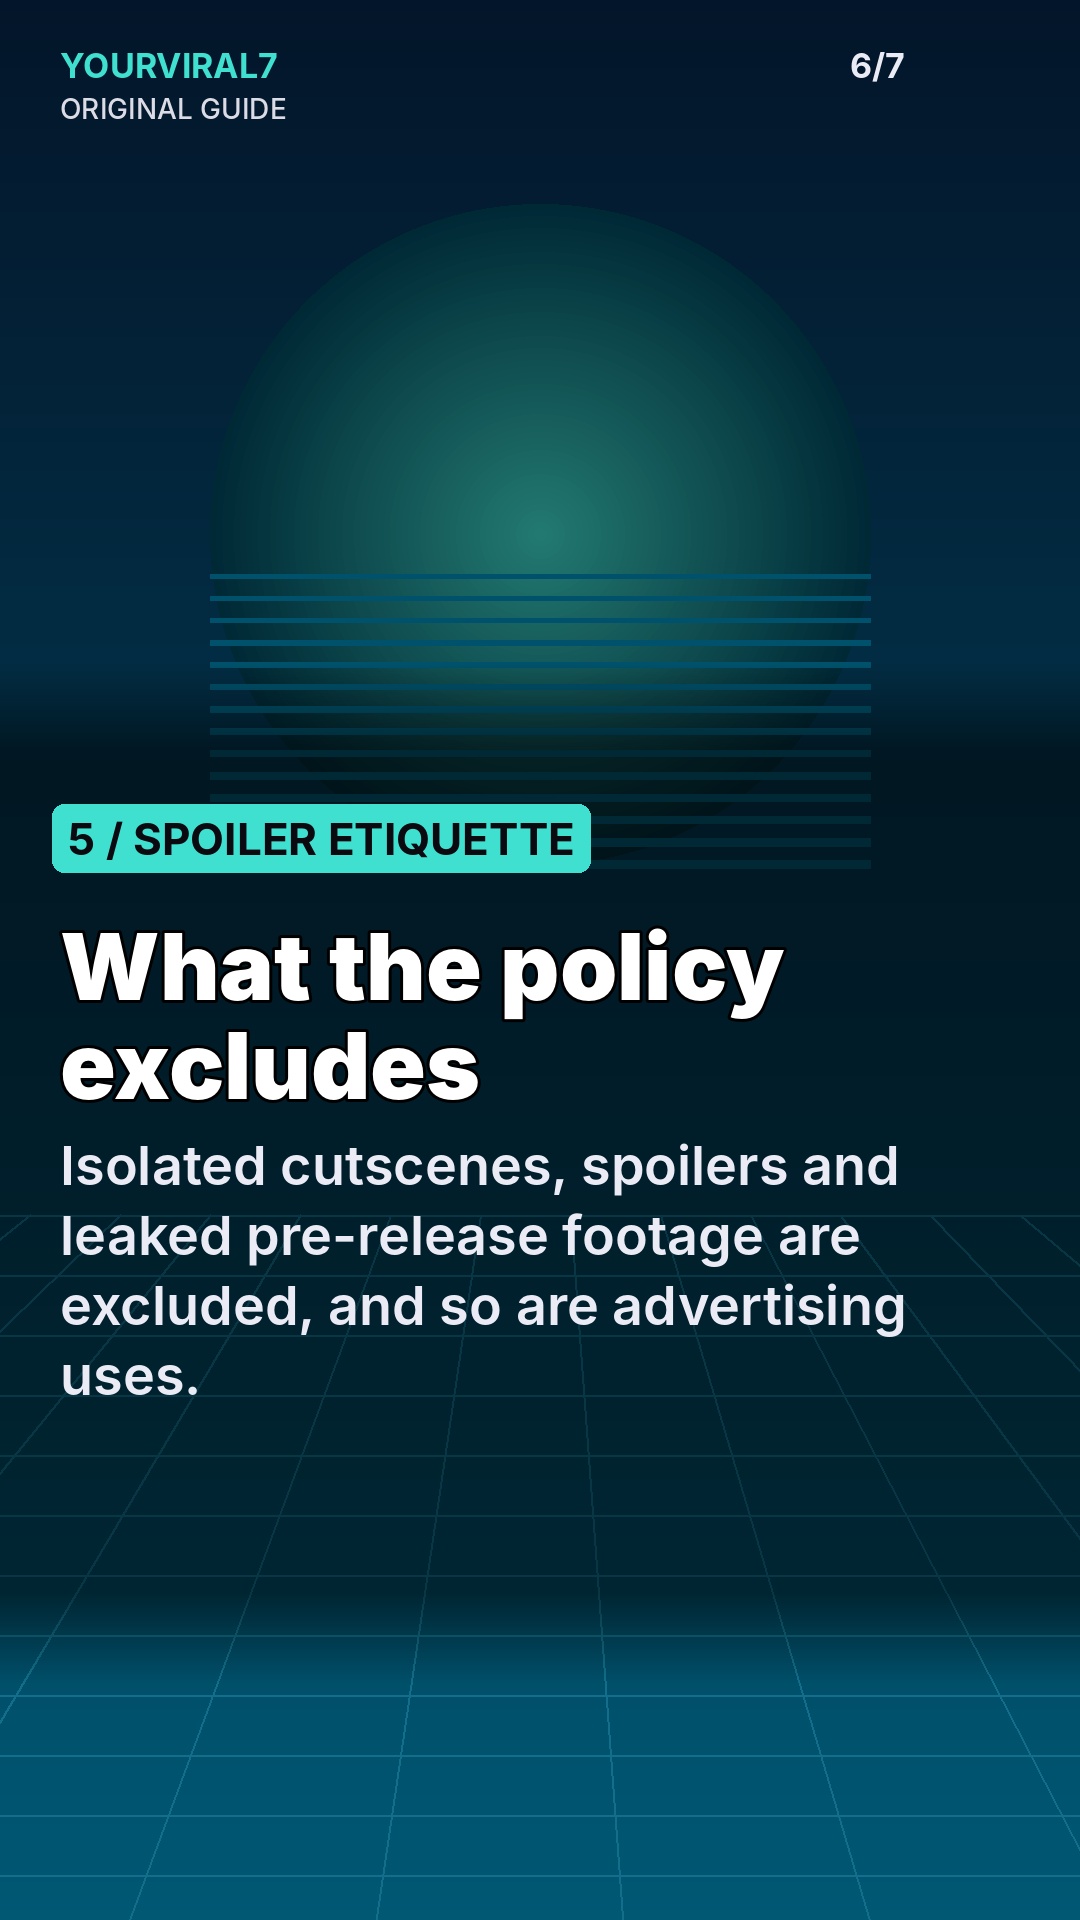 YOURVIRAL7
6/7
ORIGINAL GUIDE
5 / SPOILER ETIQUETTE
What the policy
excludes
Isolated cutscenes, spoilers and
leaked pre-release footage are
excluded, and so are advertising
uses.